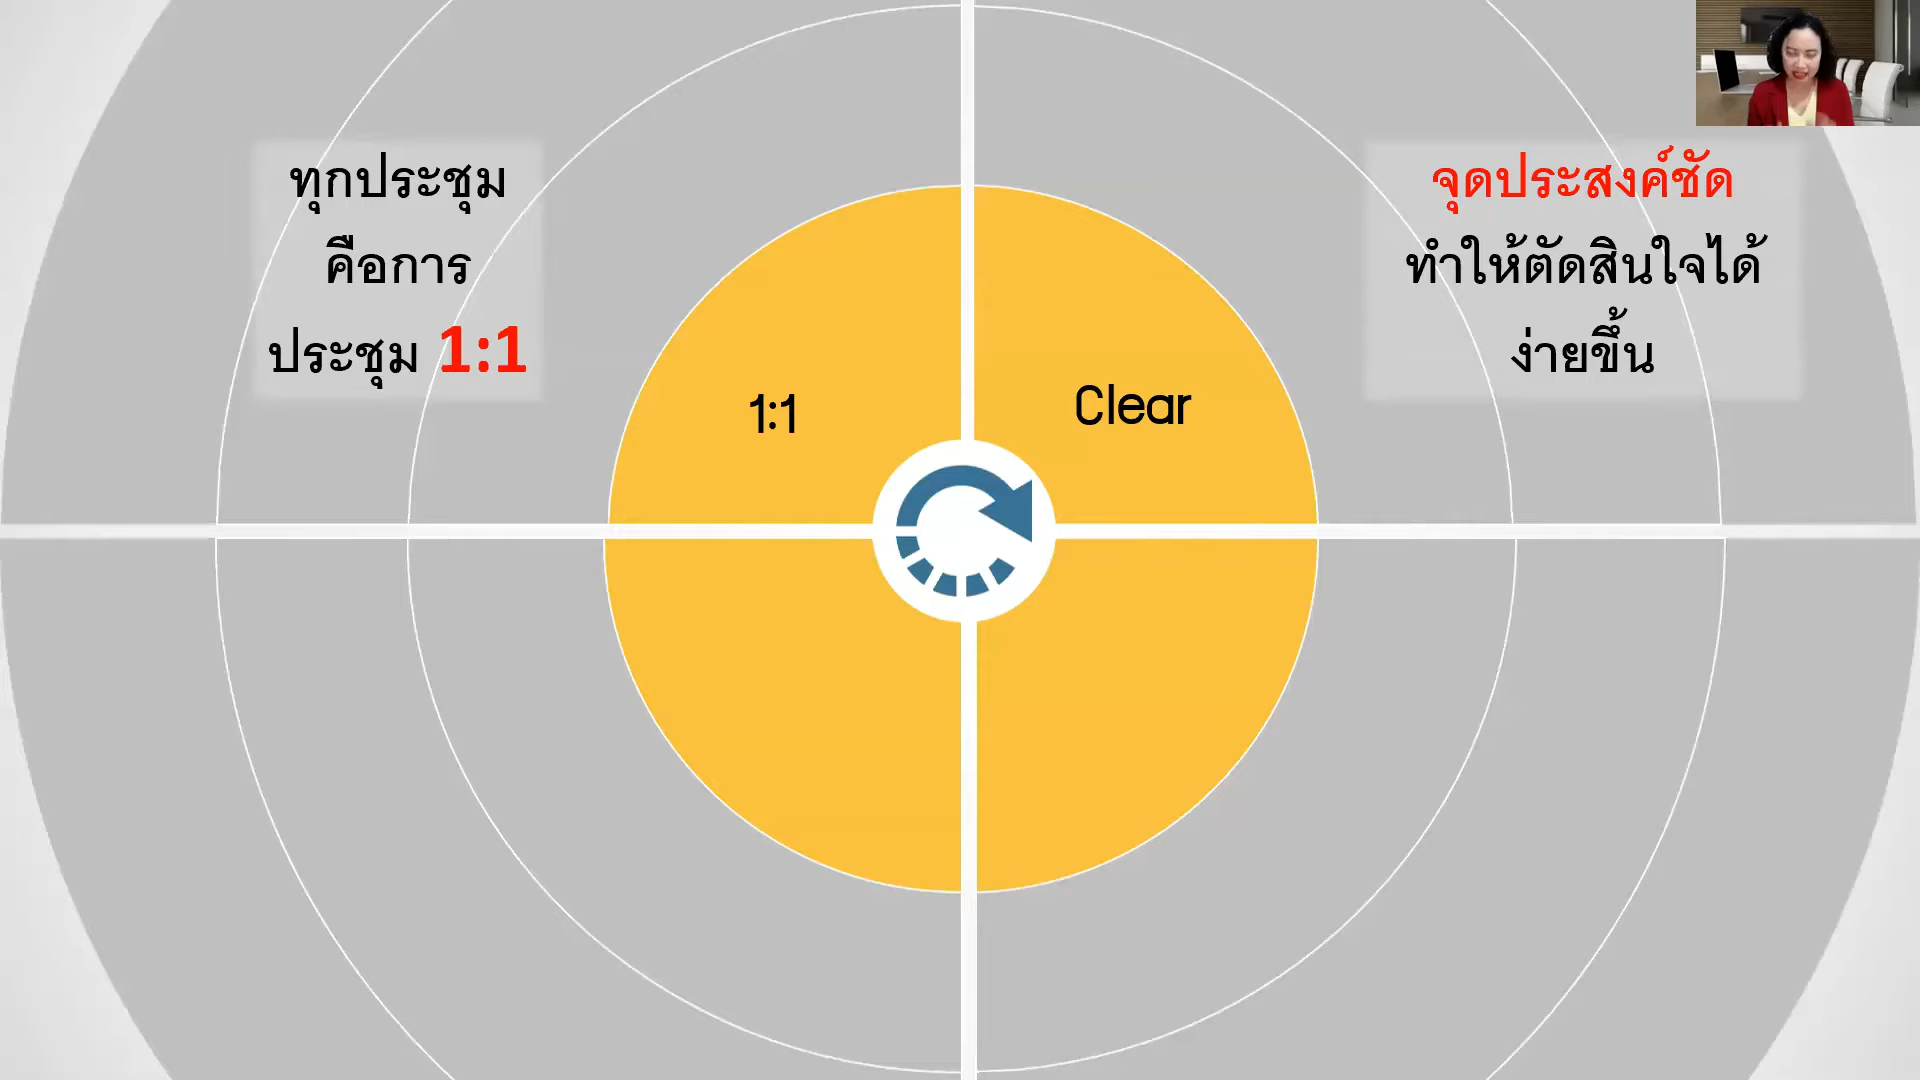 ทุกประชุม
คือการ
ประชุม 1:1
จุดประสงค์ชัด
ทำให้ตัดสินใจได้
ง่ายขึ้น
1:1
Clear